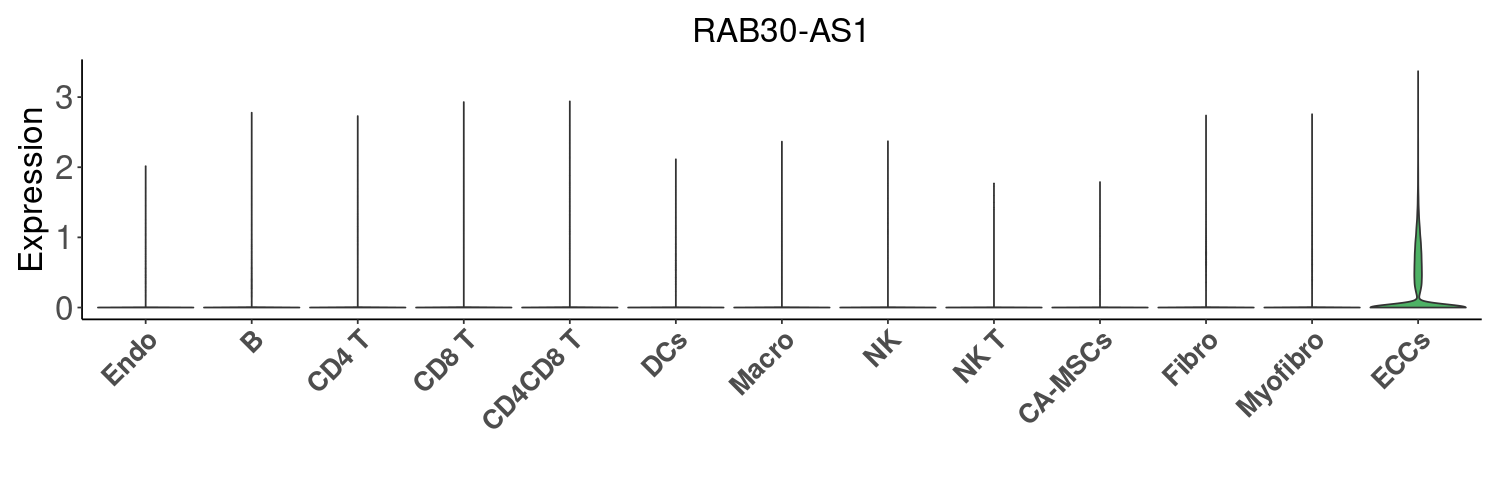 RAB30-AS1
Expression
3
2
1
0
Endo
B
CD4 T
CD8 T
CD4CD8 T
DCs
Macro
NK
NK T
CA-MSCs
Fibro
Myofibro
ECCs